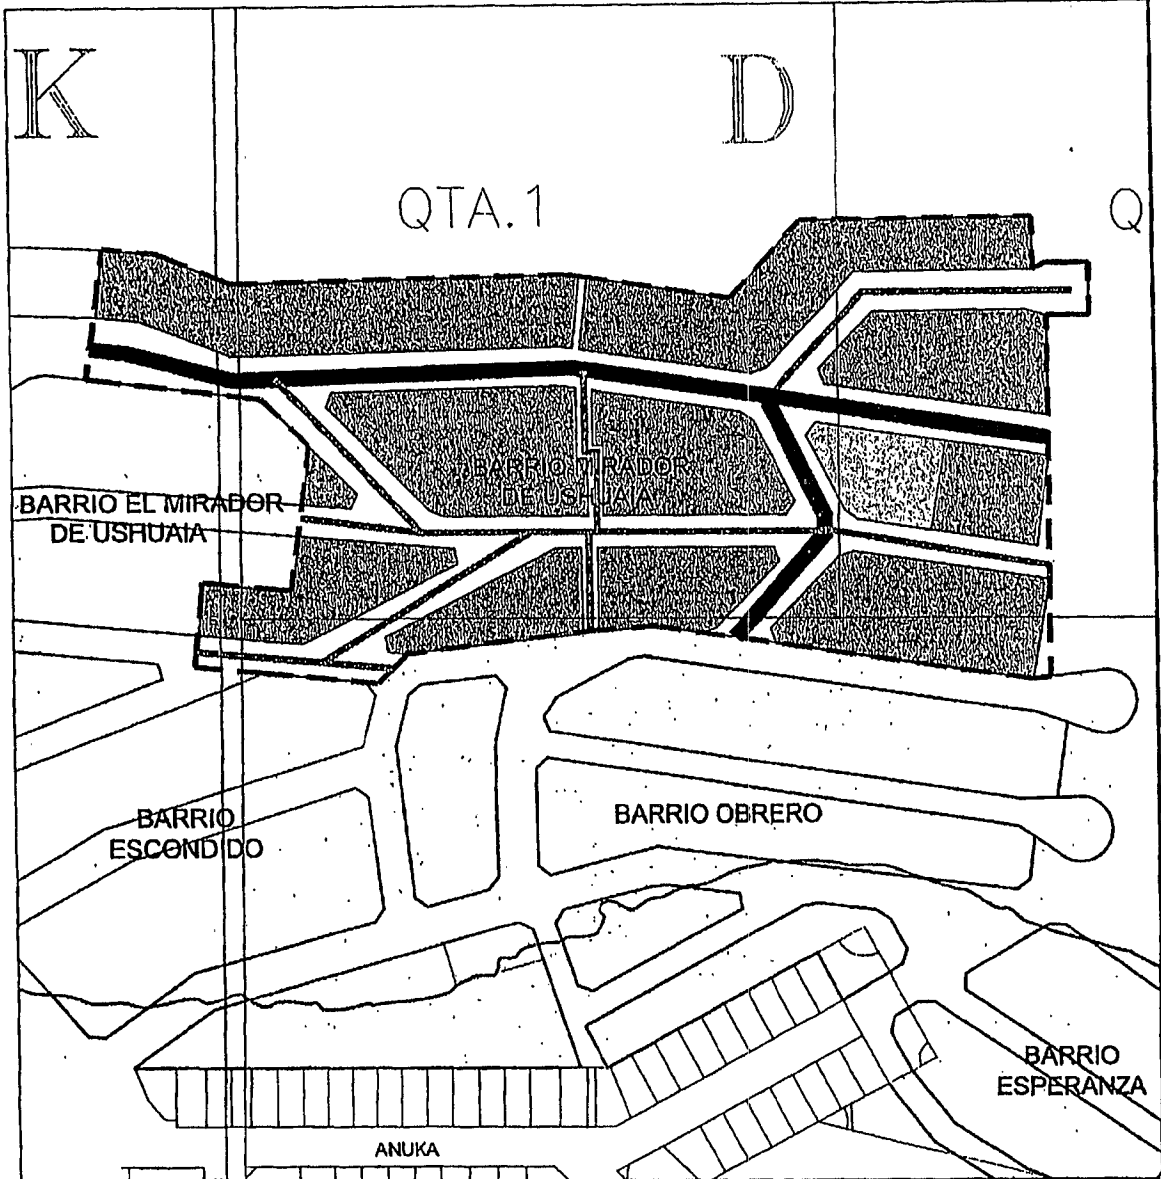 K
D
QTA.1
Q
BARRIO MIRADOR
DE USHUAIA
BARRIO EL MIRADOR
DE USHUAIA
BARRIO
ESCONDIDO
BARRIO OBRERO
BARRIO
ESPERANZA
ANUKA